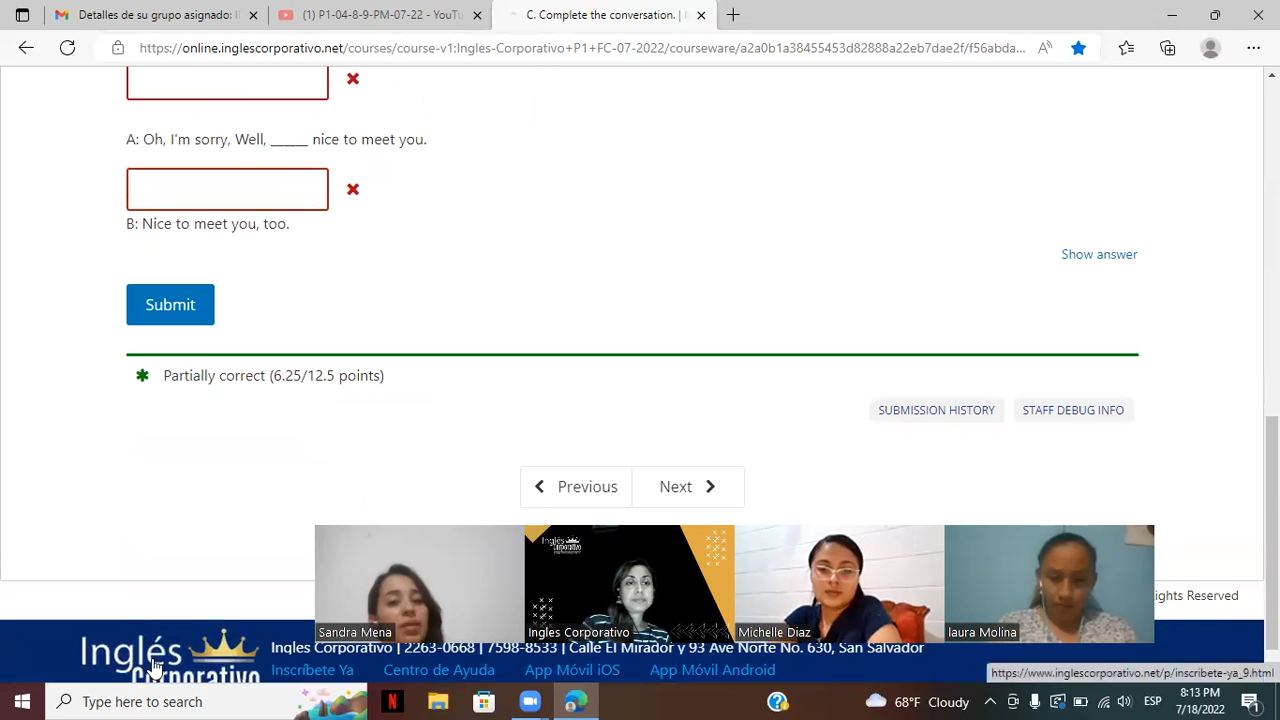 Detalles de su grupo asignado: I
(1) P1-04-8-9-PM-07-22 - YouTu
C. Complete the conversation. | I
https://online.inglescorporativo.net/courses/course-v1:Ingles-Corporativo+P1+FC-07-2022/courseware/a2a0b1a38455453d82888a22eb7dae2f/f56abda...
A: Oh, I'm sorry, Well, ______ nice to meet you.
B: Nice to meet you, too.
Show answer
Submit
Partially correct (6.25/12.5 points)
SUBMISSION HISTORY
STAFF DEBUG INFO
Previous
Next
Inglés Corporativo
Sandra Mena
Ingles Corporativo
Michelle Diaz
laura Molina
ights Reserved
Inglés Corporativo
Ingles Corporativo | 2263-0668 | 7598-8533 | Calle El Mirador y 93 Ave Norte No. 630, San Salvador
Inscríbete Ya
Centro de Ayuda
App Móvil iOS
App Móvil Android
https://www.inglescorporativo.net/p/inscribete-ya_9.html
Type here to search
68°F Cloudy
ESP
8:13 PM
7/18/2022